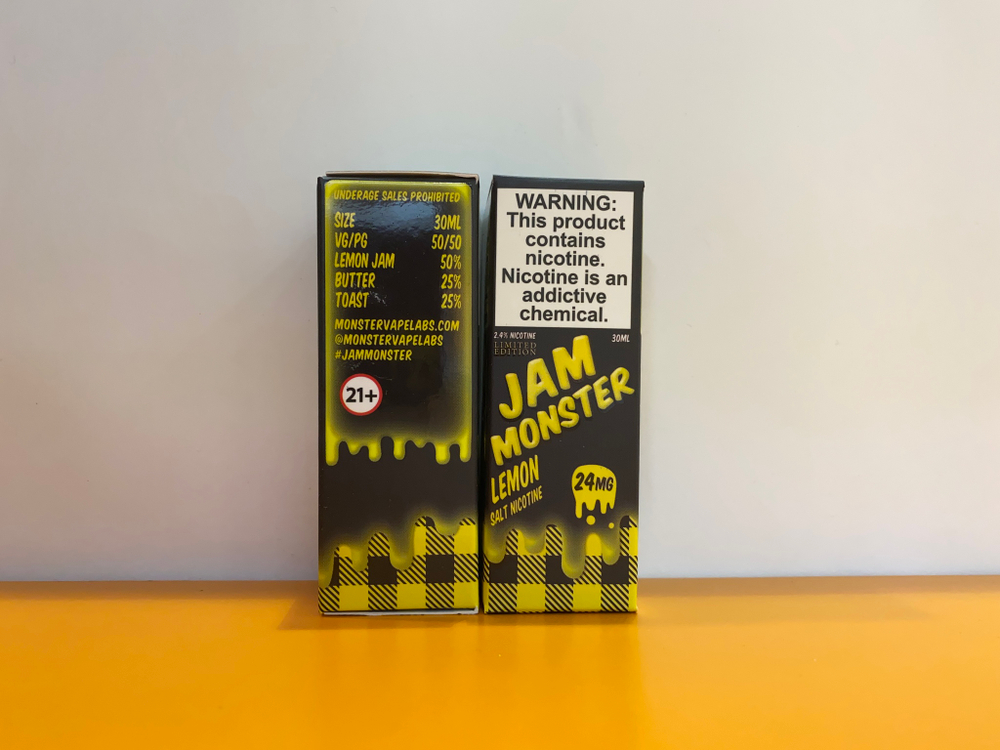 UNDERAGE SALES PROHIBITED
SIZE 30ML
VG/PG 50/50
LEMON JAM 50%
BUTTER 25%
TOAST 25%
MONSTERVAPELABS.COM
@MONSTERVAPELABS
#JAMMONSTER
21+
WARNING:
This product
contains
nicotine.
Nicotine is an
addictive
chemical.
2.4% NICOTINE 30ML
LIMITED
EDITION
JAM
MONSTER
LEMON
SALT NICOTINE
24MG